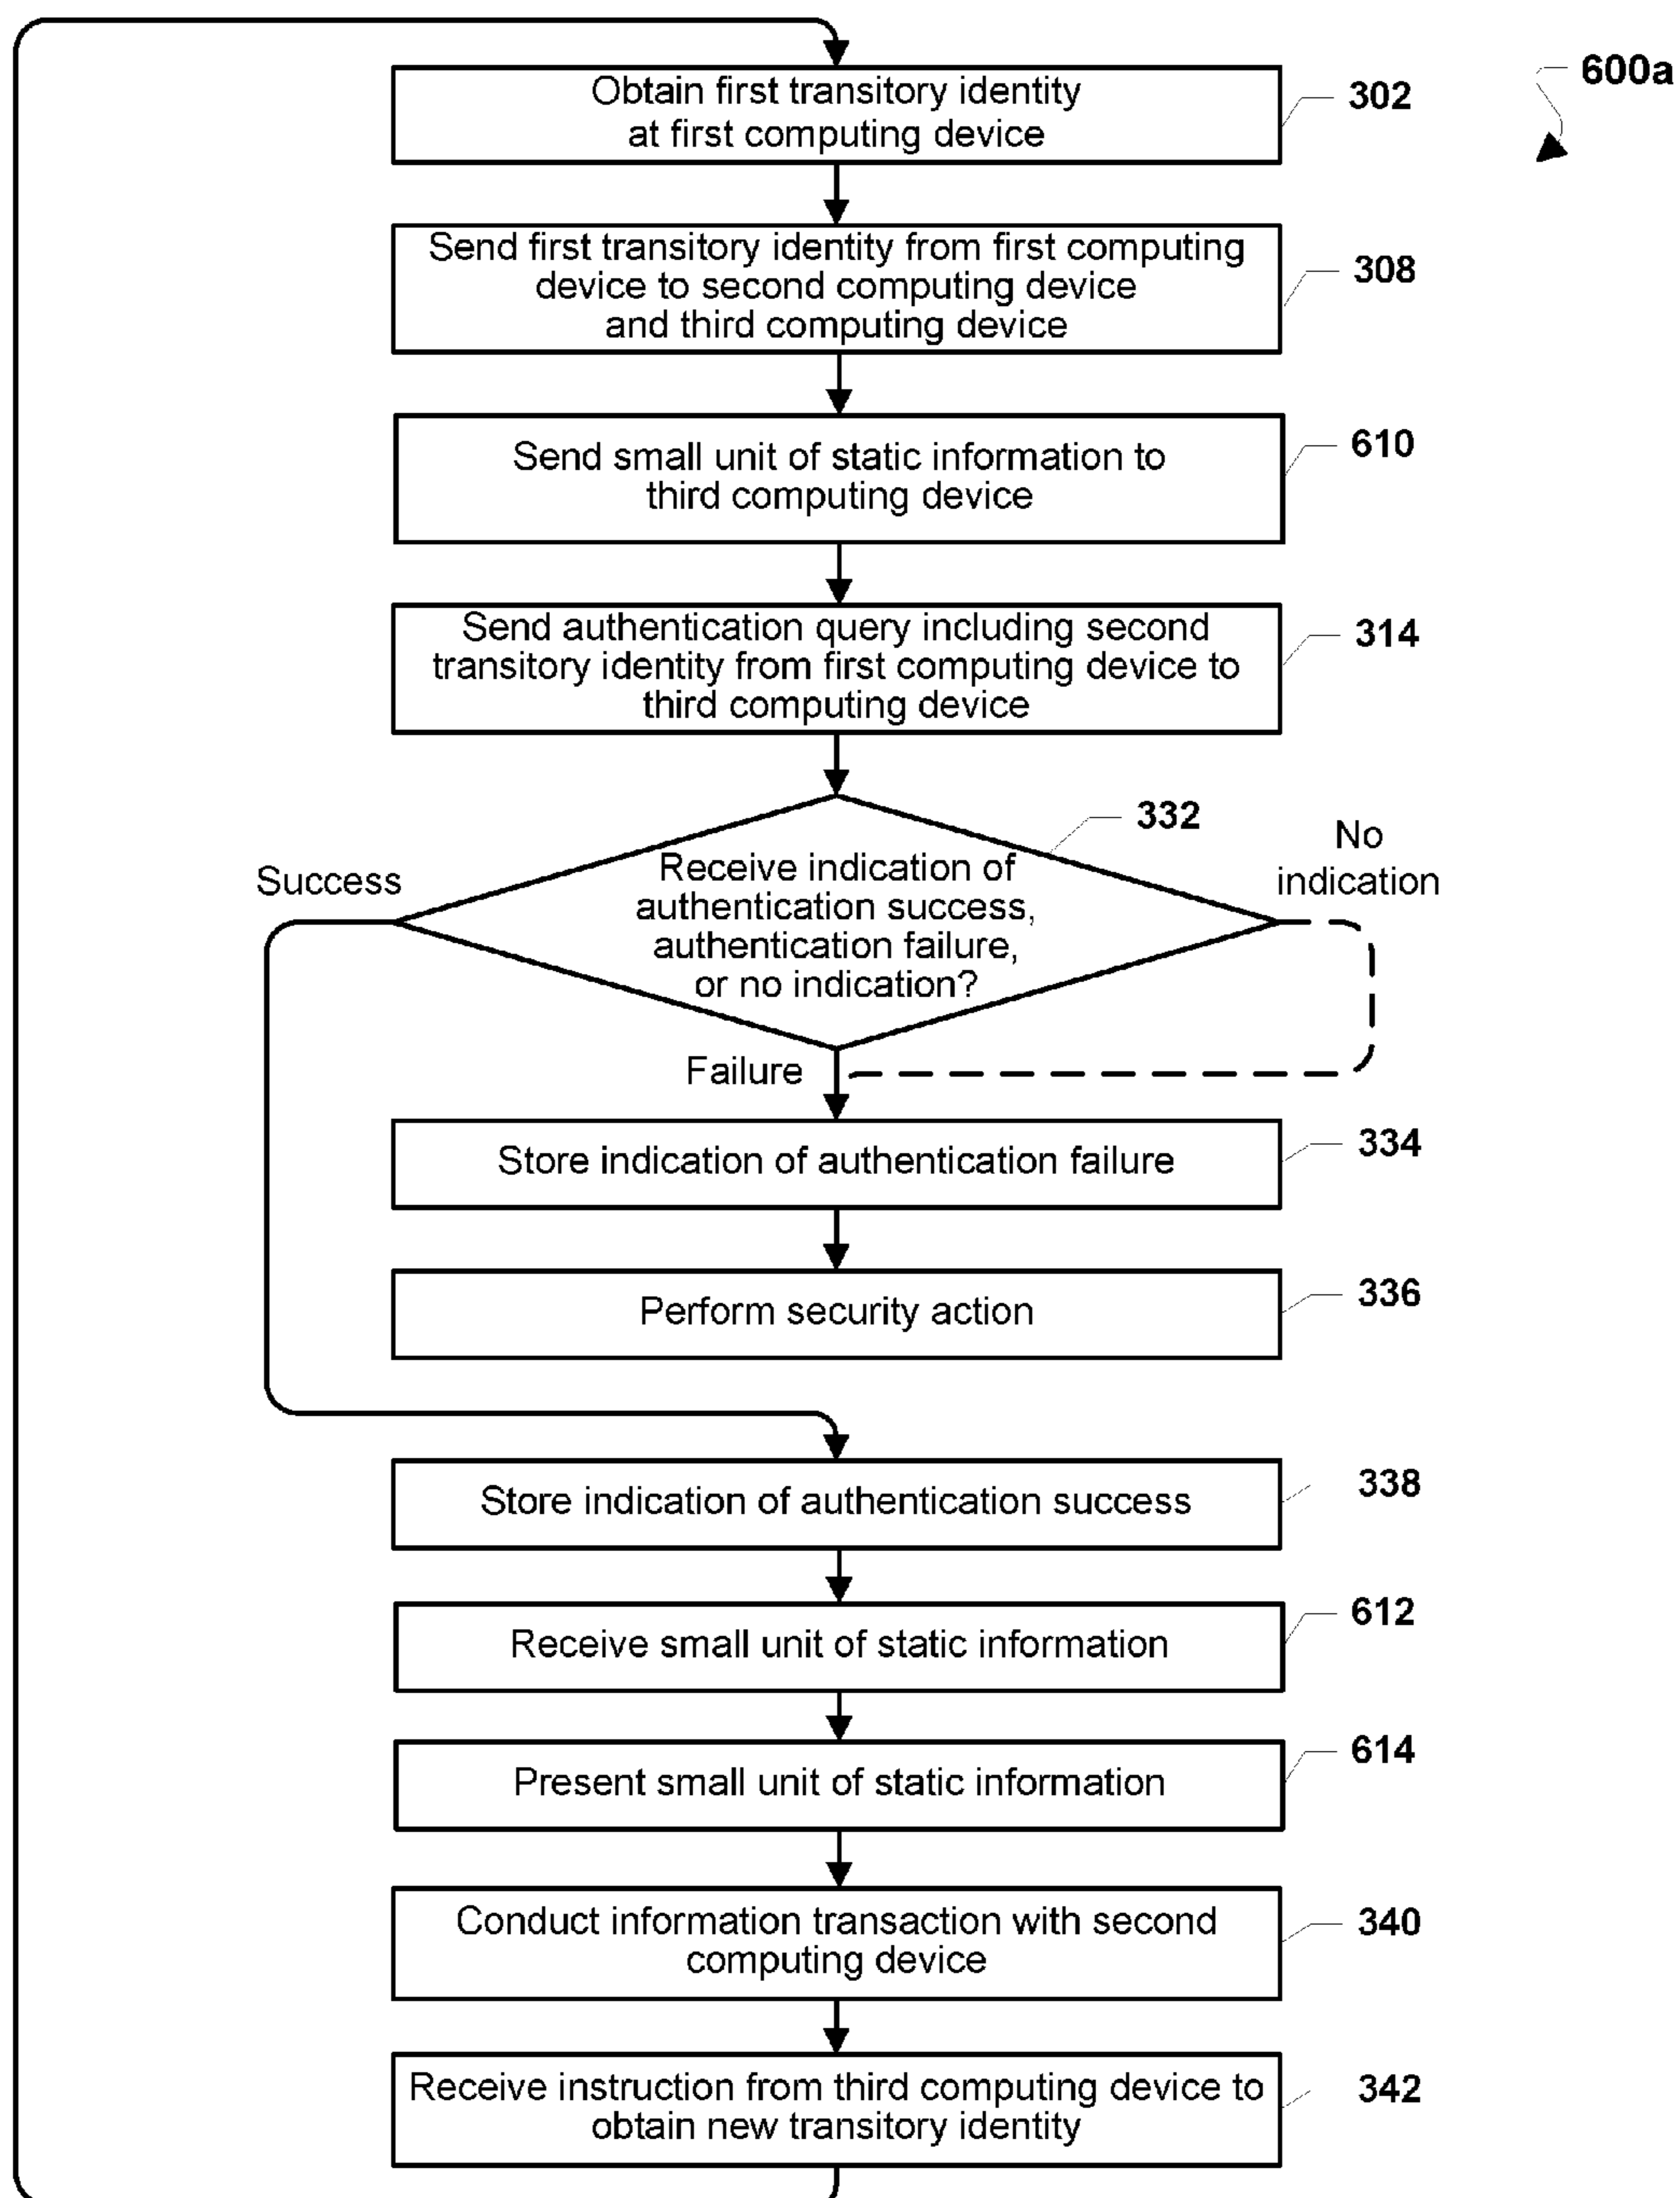 600a
Obtain first transitory identity
at first computing device
302
Send first transitory identity from first computing
device to second computing device
and third computing device
308
Send small unit of static information to
third computing device
610
Send authentication query including second
transitory identity from first computing device to
third computing device
314
332
No
indication
Success
Receive indication of
authentication success,
authentication failure,
or no indication?
Failure
Store indication of authentication failure
334
Perform security action
336
Store indication of authentication success
338
Receive small unit of static information
612
Present small unit of static information
614
Conduct information transaction with second
computing device
340
Receive instruction from third computing device to
obtain new transitory identity
342